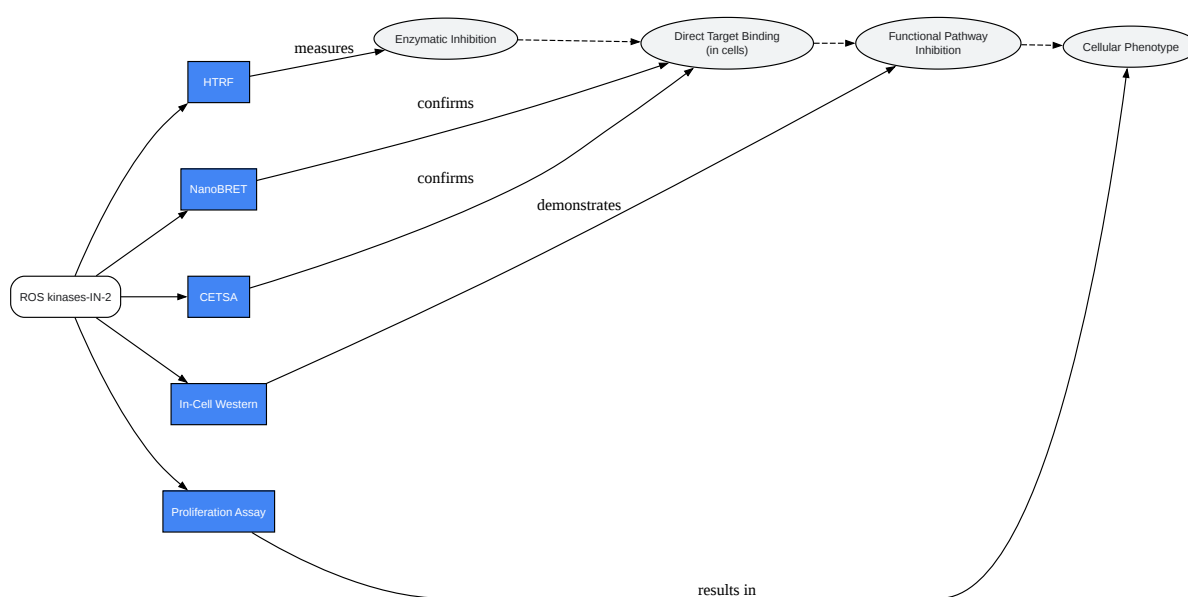 Enzymatic Inhibition
Direct Target Binding
(in cells)
Functional Pathway
Inhibition
Cellular Phenotype
measures
HTRF
confirms
NanoBRET
confirms
demonstrates
ROS kinases-IN-2
CETSA
In-Cell Western
Proliferation Assay
results in